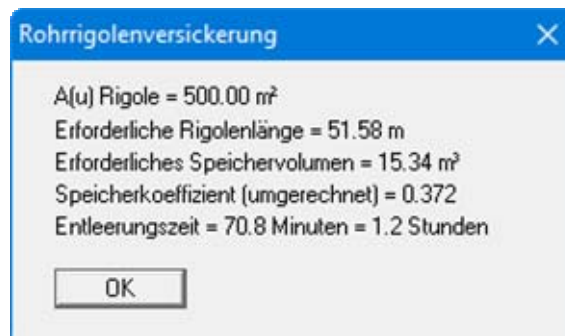 Rohrrigolenversickerung
A(u) Rigole = 500.00 m²
Erforderliche Rigolenlänge = 51.58 m
Erforderliches Speichervolumen = 15.34 m³
Speicherkoeffizient (umgerechnet) = 0.372
Entleerungszeit = 70.8 Minuten = 1.2 Stunden
OK